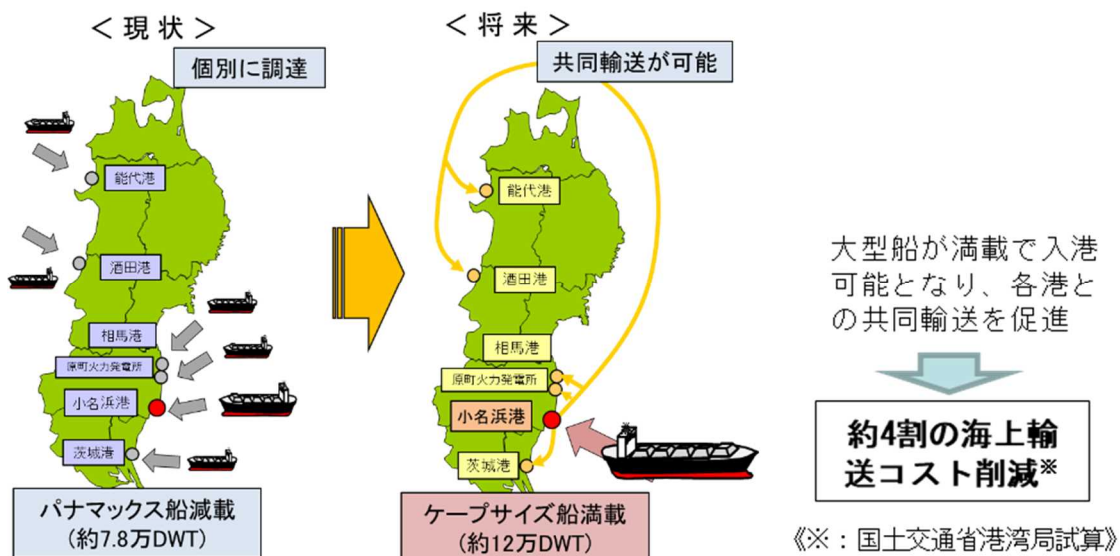 <現状>
個別に調達
能代港
酒田港
相馬港
原町火力発電所
小名浜港
茨城港
パナマックス船減載
(約7.8万DWT)
<将来>
共同輸送が可能
能代港
酒田港
相馬港
原町火力発電所
小名浜港
茨城港
ケープサイズ船満載
(約12万DWT)
大型船が満載で入港
可能となり、各港と
の共同輸送を促進
約4割の海上輸
送コスト削減※
《※:国土交通省港湾局試算》